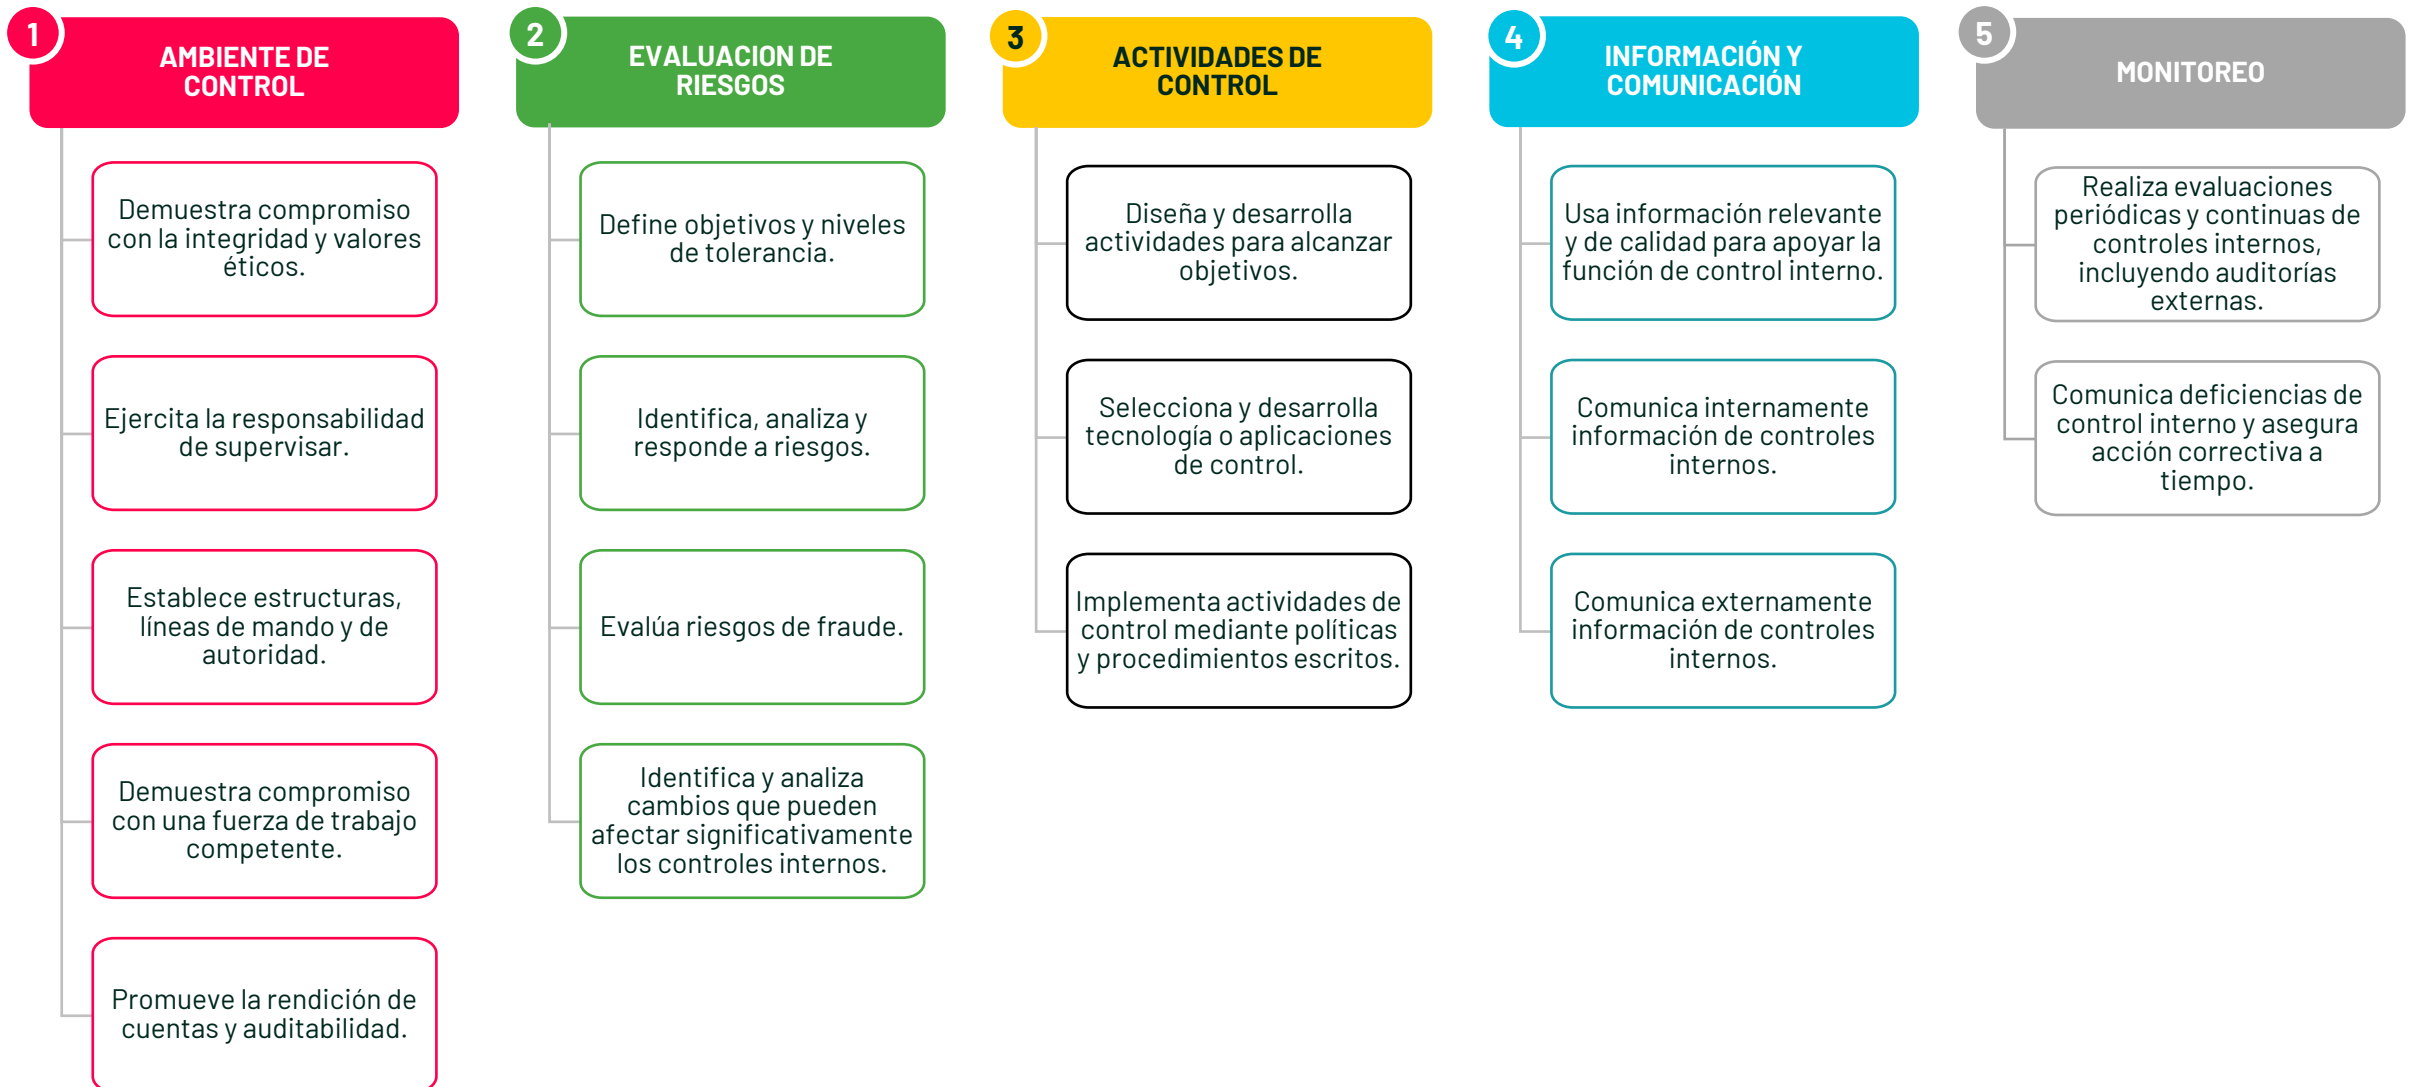 1
AMBIENTE DE
CONTROL
Demuestra compromiso
con la integridad y valores
éticos.
Ejercita la responsabilidad
de supervisar.
Establece estructuras,
líneas de mando y de
autoridad.
Demuestra compromiso
con una fuerza de trabajo
competente.
Promueve la rendición de
cuentas y auditabilidad.
2
EVALUACION DE
RIESGOS
Define objetivos y niveles
de tolerancia.
Identifica, analiza y
responde a riesgos.
Evalúa riesgos de fraude.
Identifica y analiza
cambios que pueden
afectar significativamente
los controles internos.
3
ACTIVIDADES DE
CONTROL
Diseña y desarrolla
actividades para alcanzar
objetivos.
Selecciona y desarrolla
tecnología o aplicaciones
de control.
Implementa actividades de
control mediante políticas
y procedimientos escritos.
4
INFORMACIÓN Y
COMUNICACIÓN
Usa información relevante
y de calidad para apoyar la
función de control interno.
Comunica internamente
información de controles
internos.
Comunica externamente
información de controles
internos.
5
MONITOREO
Realiza evaluaciones
periódicas y continuas de
controles internos,
incluyendo auditorías
externas.
Comunica deficiencias de
control interno y asegura
acción correctiva a
tiempo.